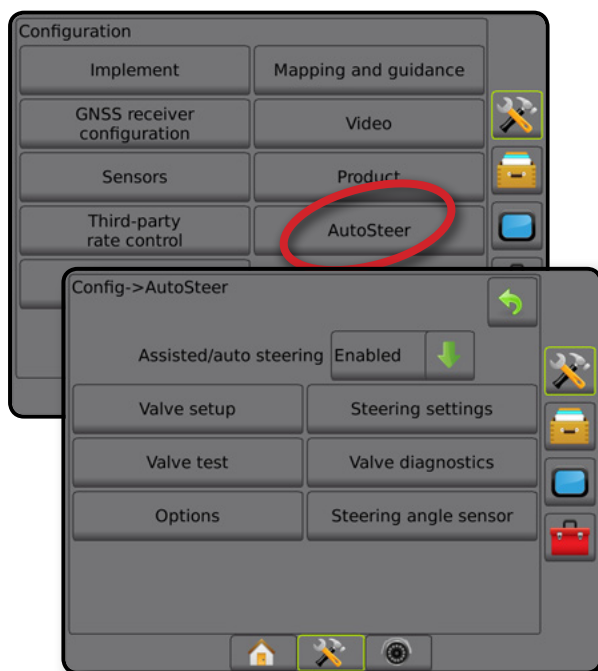 Configuration
Implement
Mapping and guidance
GNSS receiver
configuration
Video
Sensors
Product
Third-party
rate control
AutoSteer
Config->AutoSteer
Assisted/auto steering Enabled
Valve setup
Steering settings
Valve test
Valve diagnostics
Options
Steering angle sensor